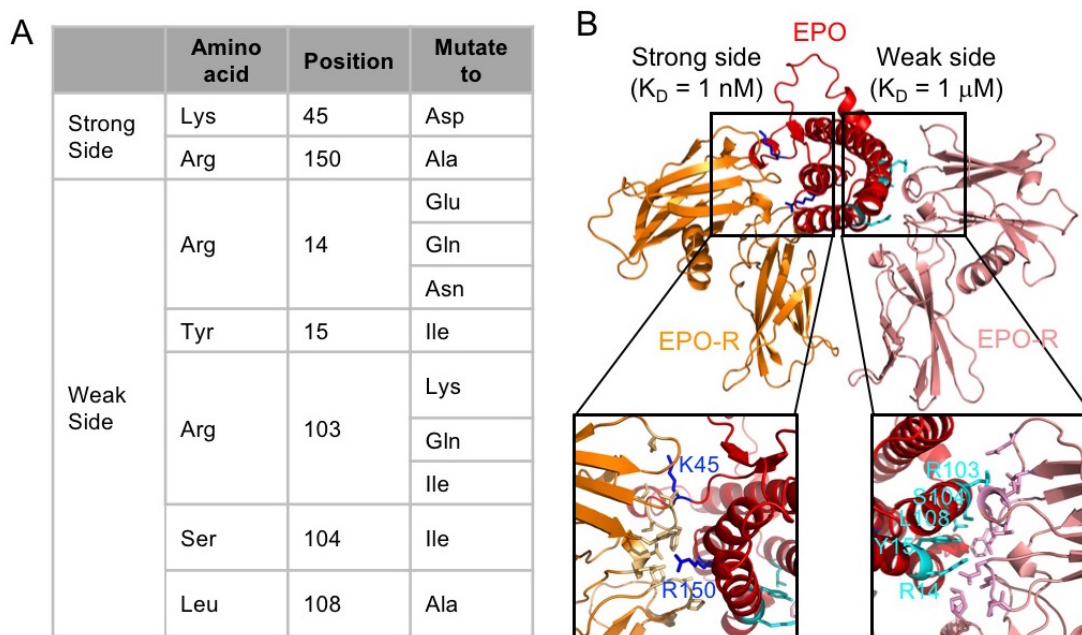 A
Amino acid Position Mutate to
Strong Side Lys 45 Asp
Arg 150 Ala
Weak Side Arg 14 Glu
Gln
Asn
Tyr 15 Ile
Arg 103 Lys
Gln
Ile
Ser 104 Ile
Leu 108 Ala
B
EPO
Strong side
(K_D = 1 nM)
Weak side
(K_D = 1 μM)
EPO-R
EPO-R
K45
R150
R103
S104
L108
Y15
R14